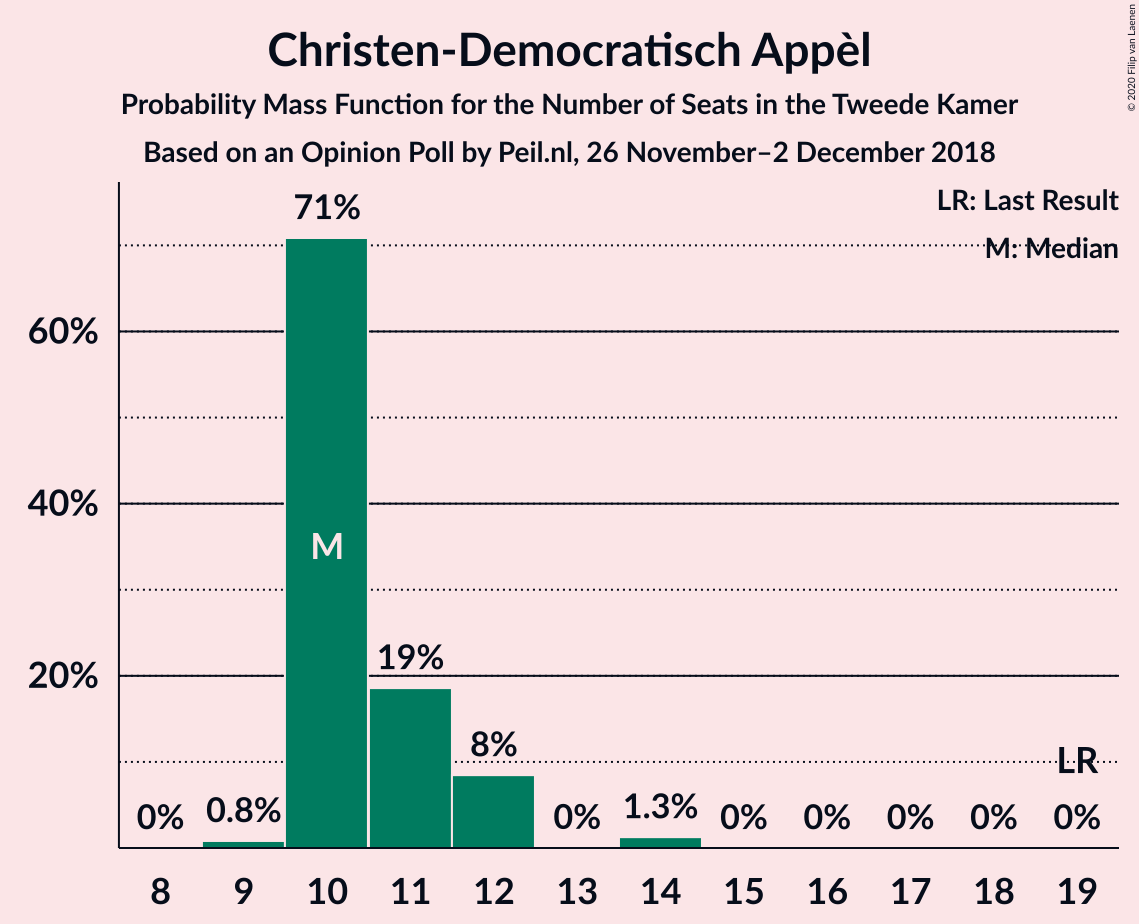 Christen-Democratisch Appèl
Probability Mass Function for the Number of Seats in the Tweede Kamer
Based on an Opinion Poll by Peil.nl, 26 November–2 December 2018
© 2020 Filip van Laenen
LR: Last Result
M: Median
71%
60%
40%
M
20%
19%
8%
LR
0% 0.8% 0% 1.3% 0% 0% 0% 0% 0%
8 9 10 11 12 13 14 15 16 17 18 19